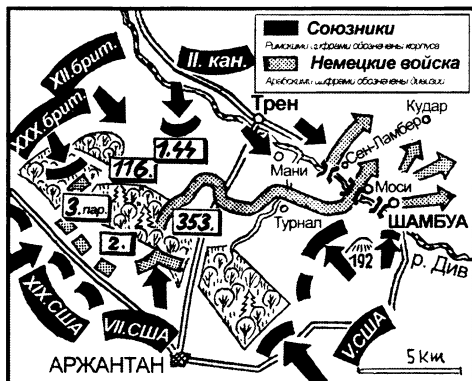 Союзники
Римскими цифрами обозначены корпуса
Немецкие войска
Арабскими цифрами обозначены дивизии
XII. брит.
II. кан.
XXX. брит.
Трен
Кудар
Сен-Ламбер
1.SS
116.
Мани
Моси
3. пар.
353.
Турнал
ШАМБУА
2.
192
р. Див
XIX. США
VII. США
V. США
АРЖАНТАН
5 км